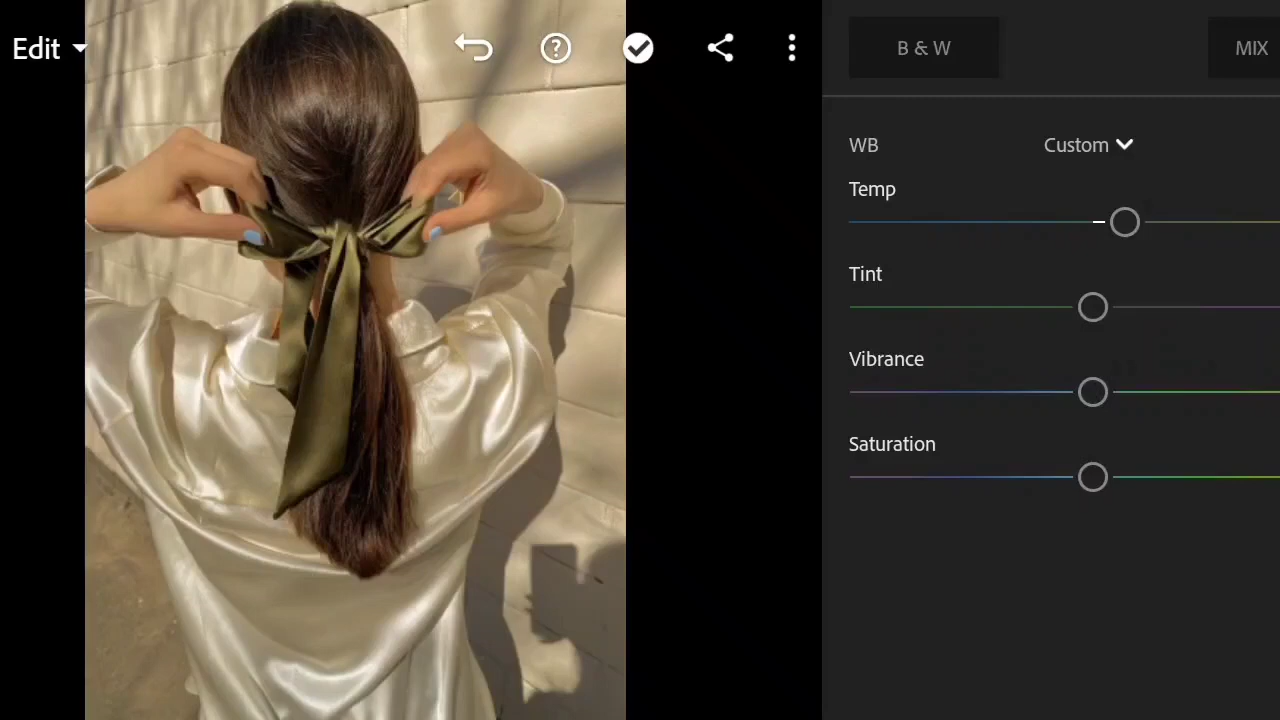 Edit
B & W
MIX
WB
Custom
Temp
Tint
Vibrance
Saturation